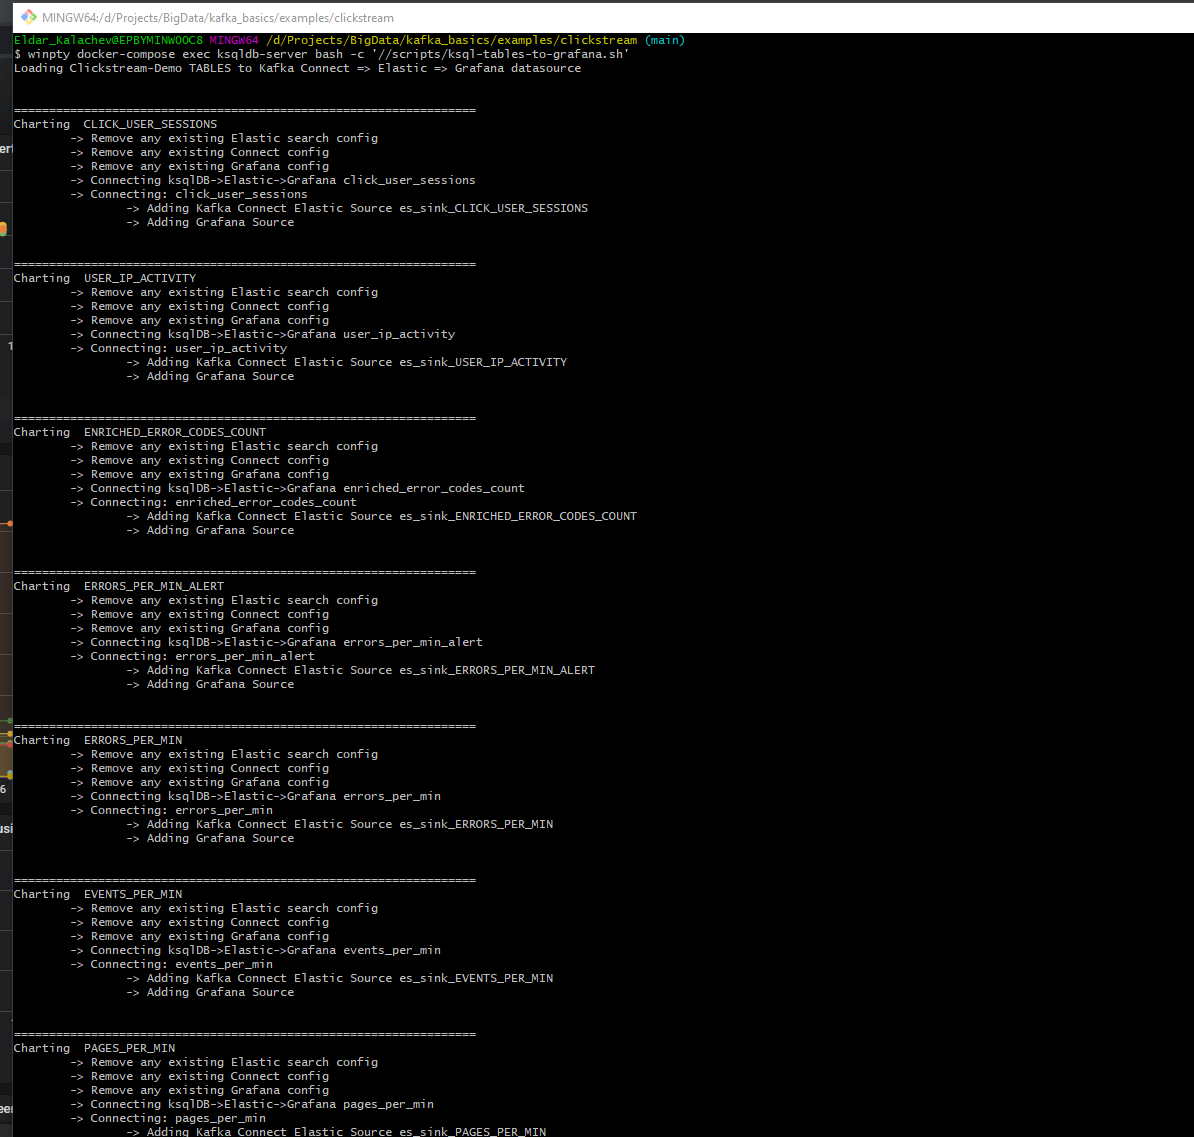 MINGW64:/d/Projects/BigData/kafka_basics/examples/clickstream
Eldar_Kalachev@EPBYMINW00C8 MINGW64 /d/Projects/BigData/kafka_basics/examples/clickstream (main)
$ winpty docker-compose exec ksqldb-server bash -c '//scripts/ksql-tables-to-grafana.sh'
Loading Clickstream-Demo TABLES to Kafka Connect => Elastic => Grafana datasource
==================================================================
Charting  CLICK_USER_SESSIONS
-> Remove any existing Elastic search config
-> Remove any existing Connect config
-> Remove any existing Grafana config
-> Connecting ksqlDB->Elastic->Grafana click_user_sessions
-> Connecting: click_user_sessions
-> Adding Kafka Connect Elastic Source es_sink_CLICK_USER_SESSIONS
-> Adding Grafana Source
==================================================================
Charting  USER_IP_ACTIVITY
-> Remove any existing Elastic search config
-> Remove any existing Connect config
-> Remove any existing Grafana config
-> Connecting ksqlDB->Elastic->Grafana user_ip_activity
-> Connecting: user_ip_activity
-> Adding Kafka Connect Elastic Source es_sink_USER_IP_ACTIVITY
-> Adding Grafana Source
==================================================================
Charting  ENRICHED_ERROR_CODES_COUNT
-> Remove any existing Elastic search config
-> Remove any existing Connect config
-> Remove any existing Grafana config
-> Connecting ksqlDB->Elastic->Grafana enriched_error_codes_count
-> Connecting: enriched_error_codes_count
-> Adding Kafka Connect Elastic Source es_sink_ENRICHED_ERROR_CODES_COUNT
-> Adding Grafana Source
==================================================================
Charting  ERRORS_PER_MIN_ALERT
-> Remove any existing Elastic search config
-> Remove any existing Connect config
-> Remove any existing Grafana config
-> Connecting ksqlDB->Elastic->Grafana errors_per_min_alert
-> Connecting: errors_per_min_alert
-> Adding Kafka Connect Elastic Source es_sink_ERRORS_PER_MIN_ALERT
-> Adding Grafana Source
==================================================================
Charting  ERRORS_PER_MIN
-> Remove any existing Elastic search config
-> Remove any existing Connect config
-> Remove any existing Grafana config
-> Connecting ksqlDB->Elastic->Grafana errors_per_min
-> Connecting: errors_per_min
-> Adding Kafka Connect Elastic Source es_sink_ERRORS_PER_MIN
-> Adding Grafana Source
==================================================================
Charting  EVENTS_PER_MIN
-> Remove any existing Elastic search config
-> Remove any existing Connect config
-> Remove any existing Grafana config
-> Connecting ksqlDB->Elastic->Grafana events_per_min
-> Connecting: events_per_min
-> Adding Kafka Connect Elastic Source es_sink_EVENTS_PER_MIN
-> Adding Grafana Source
==================================================================
Charting  PAGES_PER_MIN
-> Remove any existing Elastic search config
-> Remove any existing Connect config
-> Remove any existing Grafana config
-> Connecting ksqlDB->Elastic->Grafana pages_per_min
-> Connecting: pages_per_min
-> Adding Kafka Connect Elastic Source es_sink_PAGES_PER_MIN